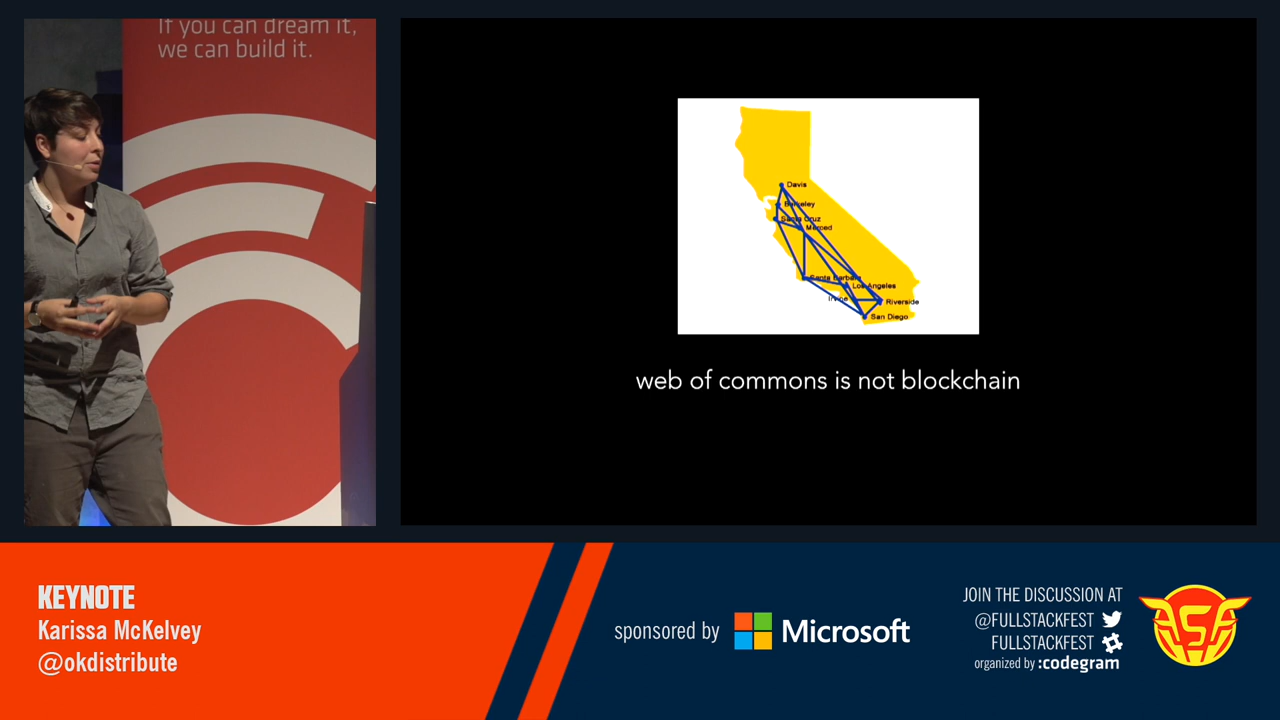 If you can dream it,
we can build it.
Davis
Berkeley
Santa Cruz
Merced
Santa Barbara
Los Angeles
Irvine
Riverside
San Diego
web of commons is not blockchain
KEYNOTE
Karissa McKelvey
@okdistribute
sponsored by Microsoft
JOIN THE DISCUSSION AT
@FULLSTACKFEST
FULLSTACKFEST
organized by :codegram
FSF